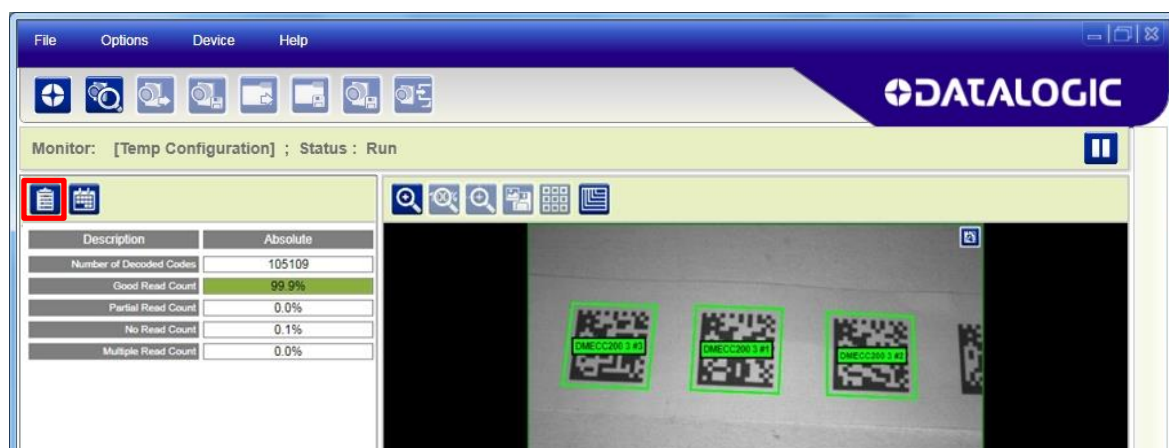 File Options Device Help
DATALOGIC
Monitor: [Temp Configuration] ; Status : Run
Description Absolute
Number of Decoded Codes 105109
Good Read Count 99.9%
Partial Read Count 0.0%
No Read Count 0.1%
Multiple Read Count 0.0%
DMECC200 3 #3 DMECC200 3 #1 DMECC200 3 #2